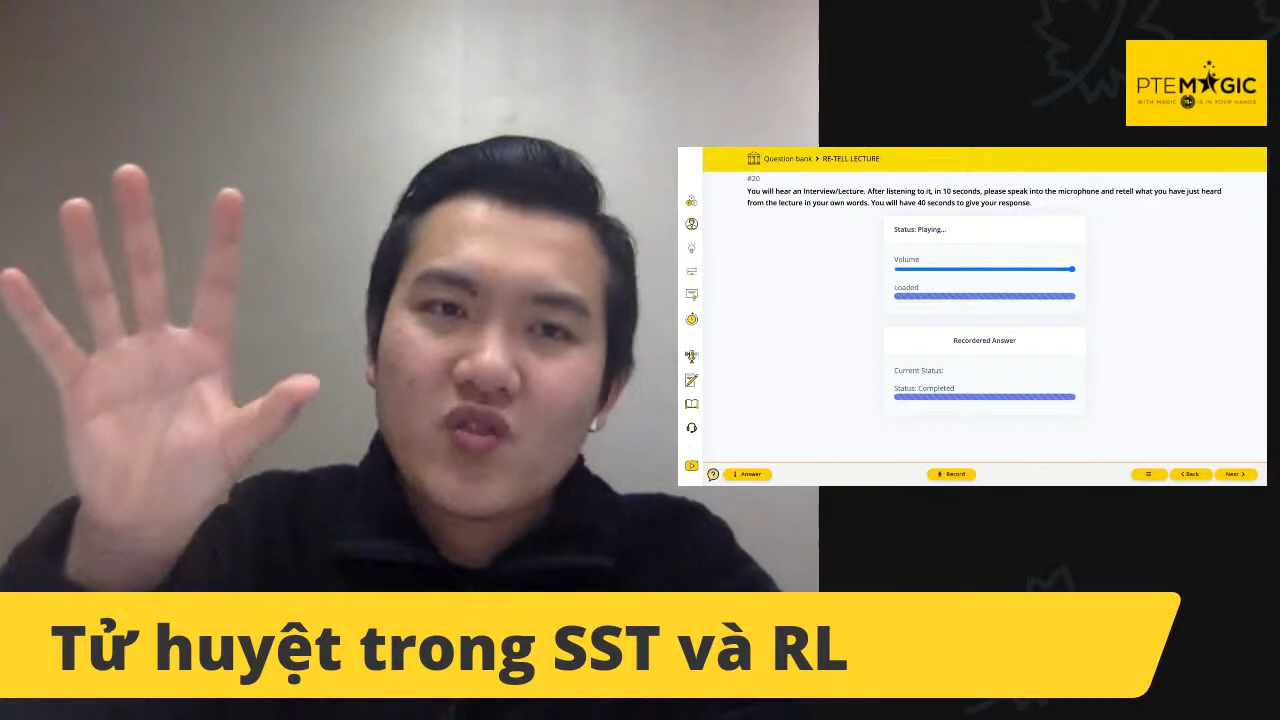 PTEMAGIC
WITH MAGIC 79+ IS IN YOUR HANDS
Question bank > RE-TELL LECTURE
#20
You will hear an Interview/Lecture. After listening to it, in 10 seconds, please speak into the microphone and retell what you have just heard
from the lecture in your own words. You will have 40 seconds to give your response.
Status: Playing...
Volume
Loaded
Recordered Answer
Current Status:
Status: Completed
Answer
Record
Back
Next
Tử huyệt trong SST và RL